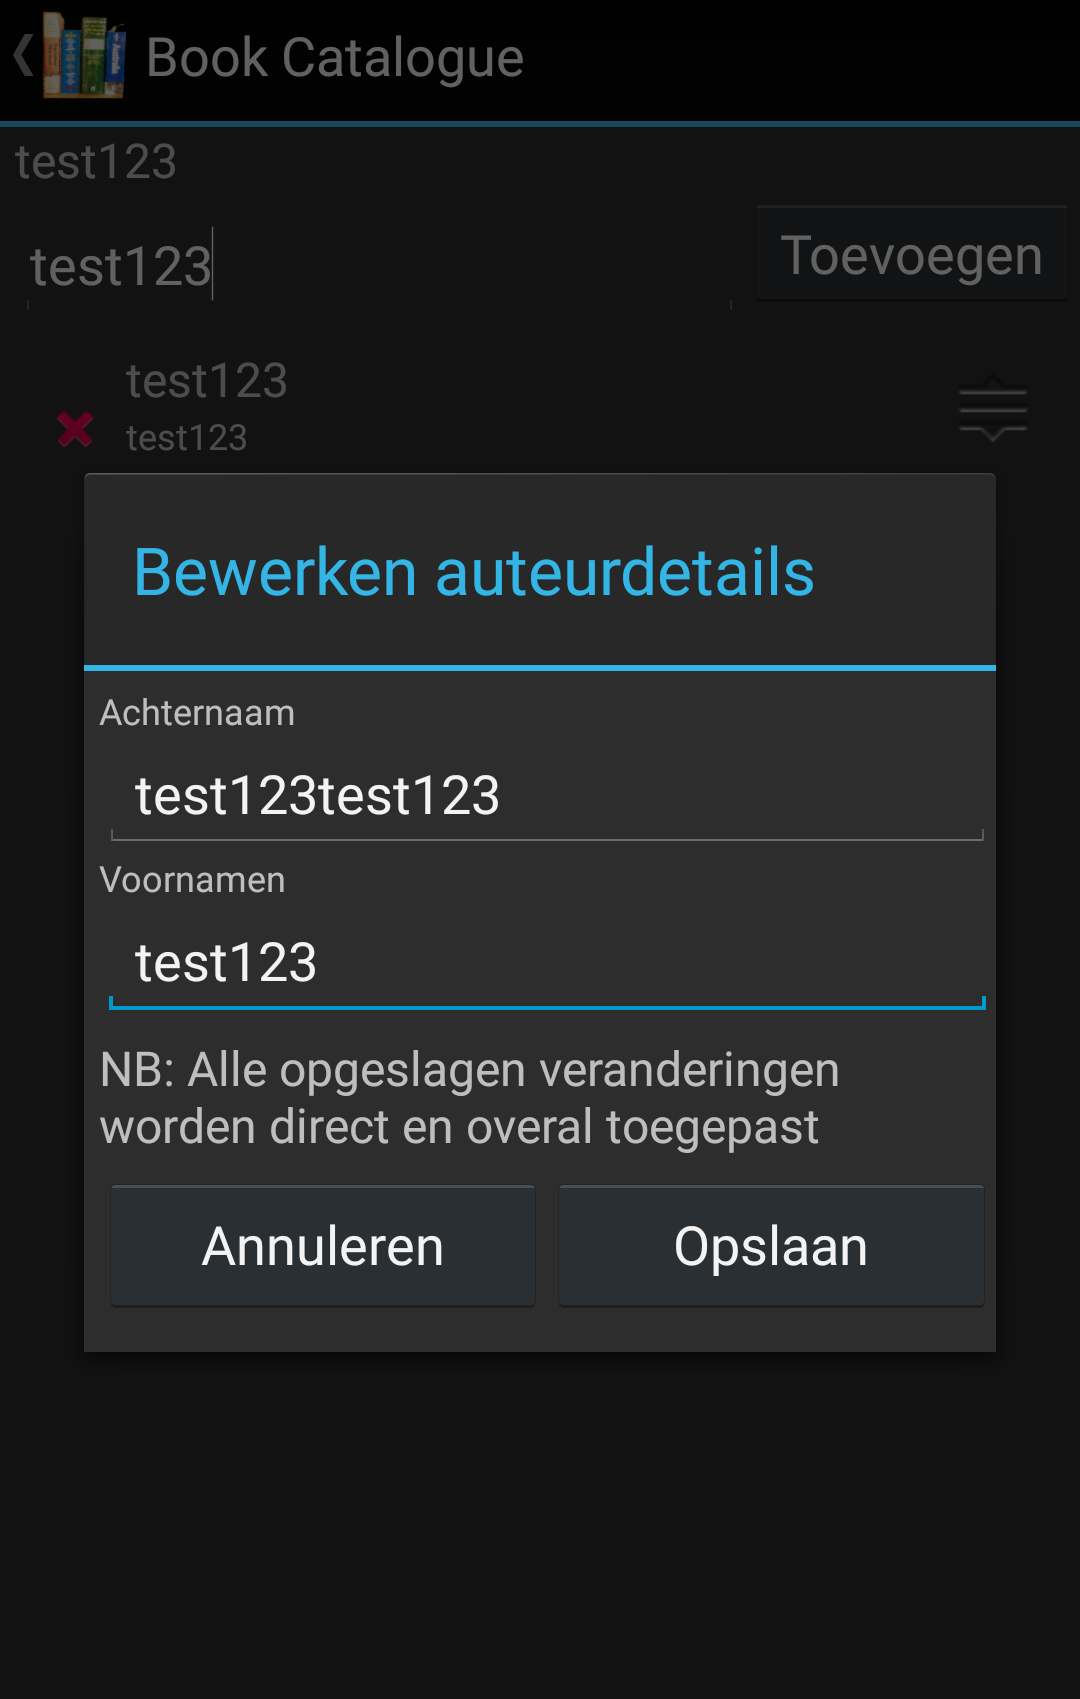 Book Catalogue
test123
test123
Toevoegen
test123
test123
Bewerken auteurdetails
Achternaam
test123test123
Voornamen
test123
NB: Alle opgeslagen veranderingen
worden direct en overal toegepast
Annuleren
Opslaan